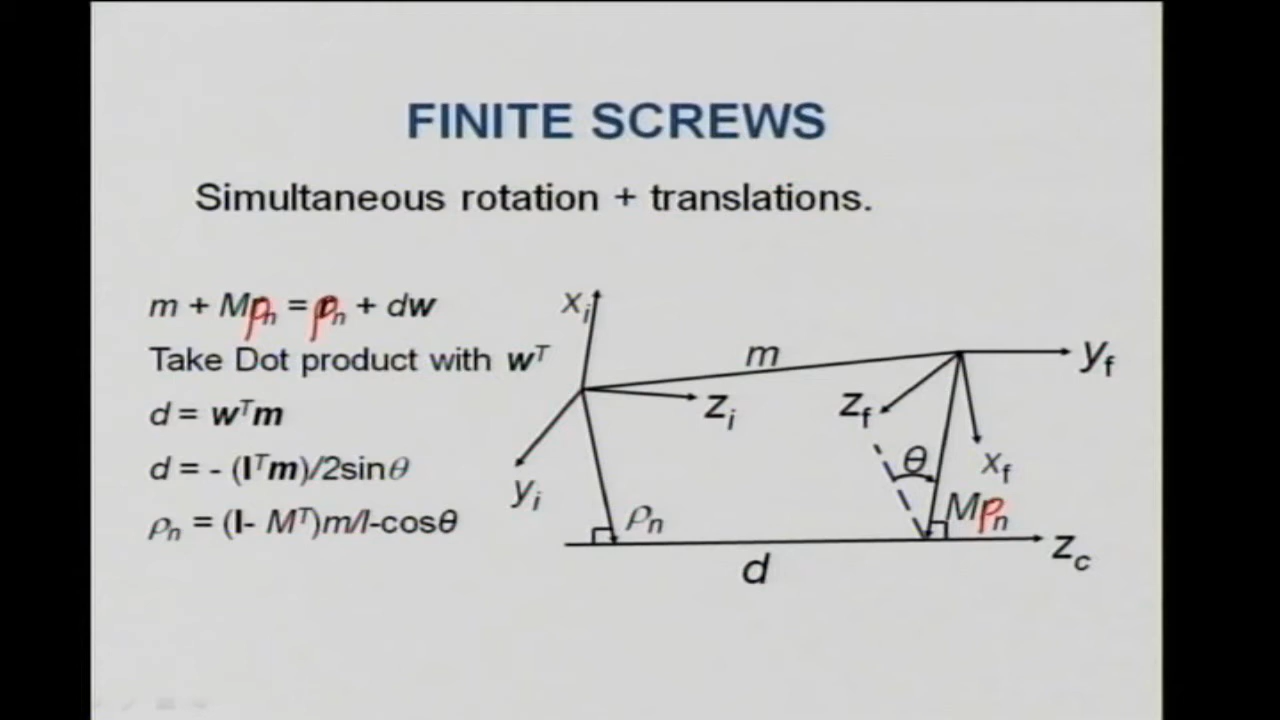 FINITE SCREWS
Simultaneous rotation + translations.
m + Mρn = ρn + dw
Take Dot product with wT
d = wTm
d = - (ITm)/2sinθ
ρn = (I- MT)m/I-cosθ
xi
m
yf
zi
zf
θ
xf
yi
ρn
Mρn
d
zc